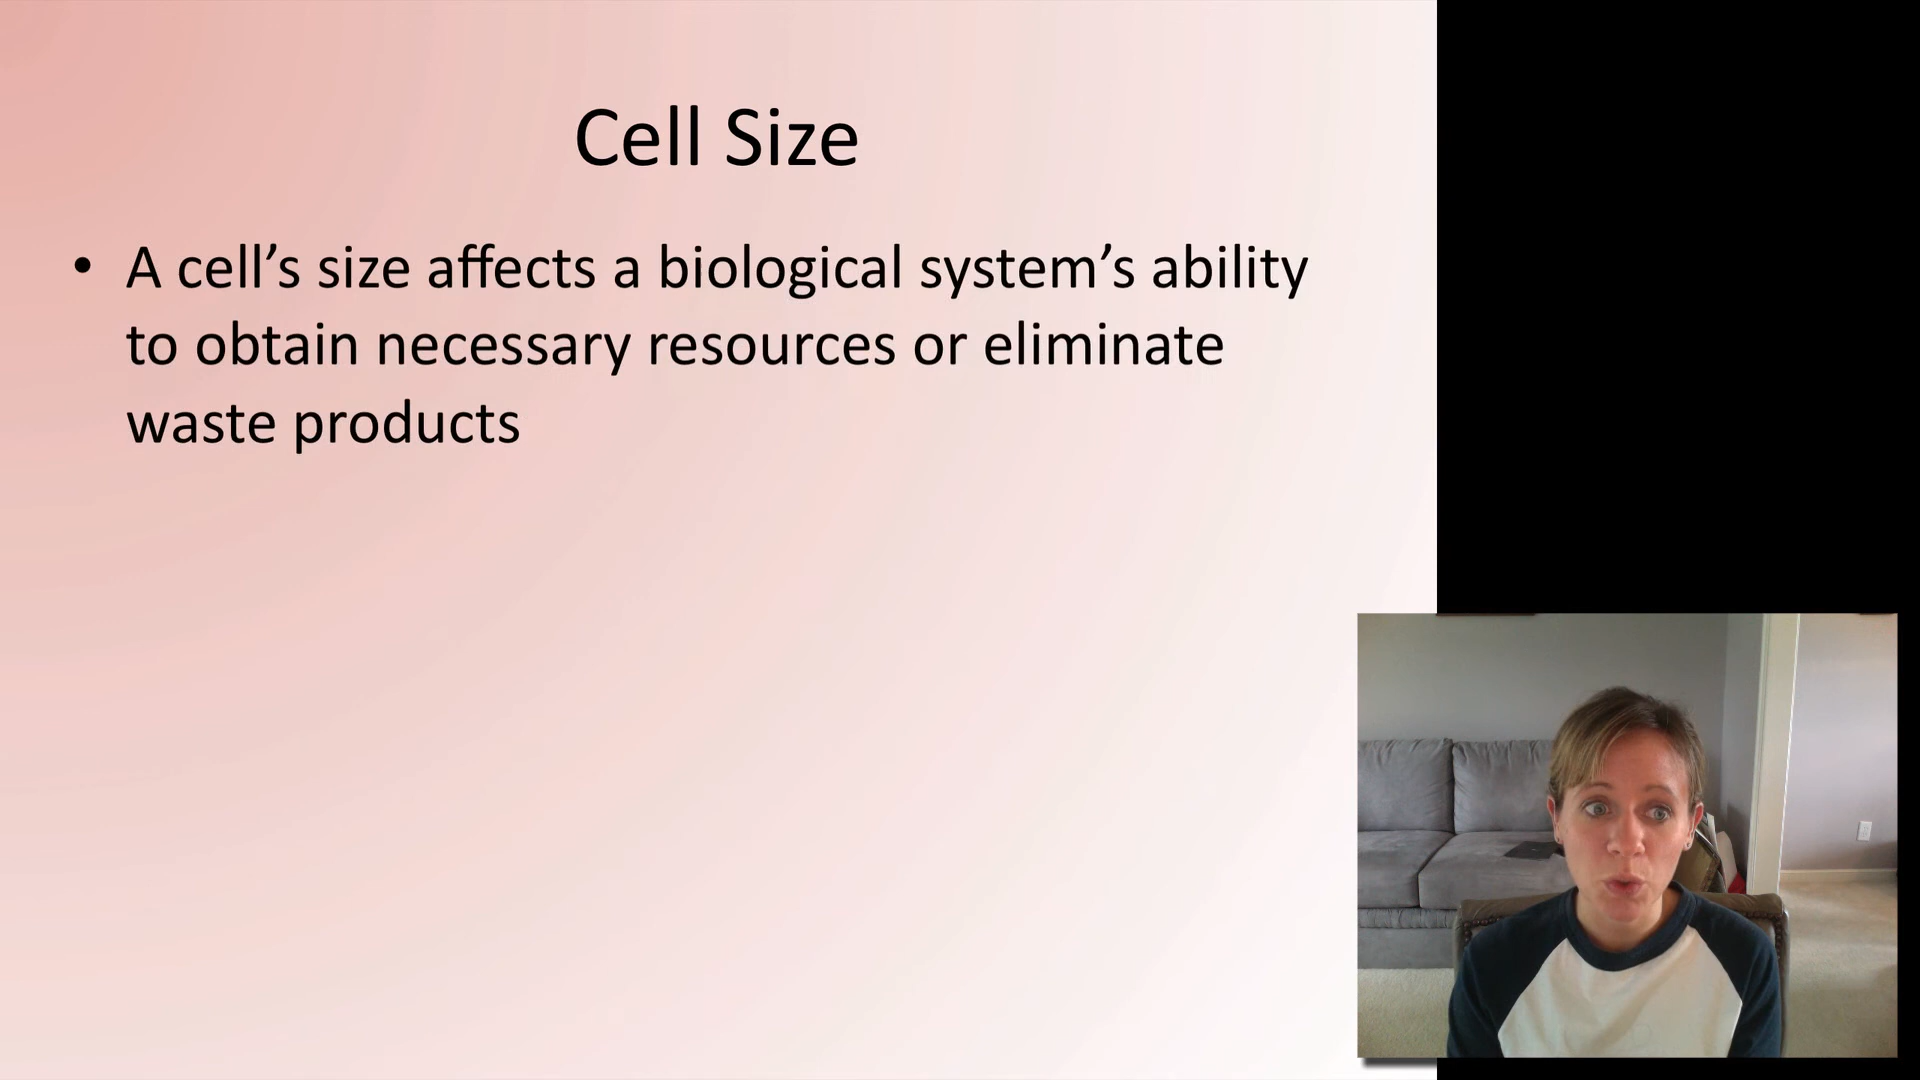 Cell Size
• A cell’s size affects a biological system’s ability
to obtain necessary resources or eliminate
waste products